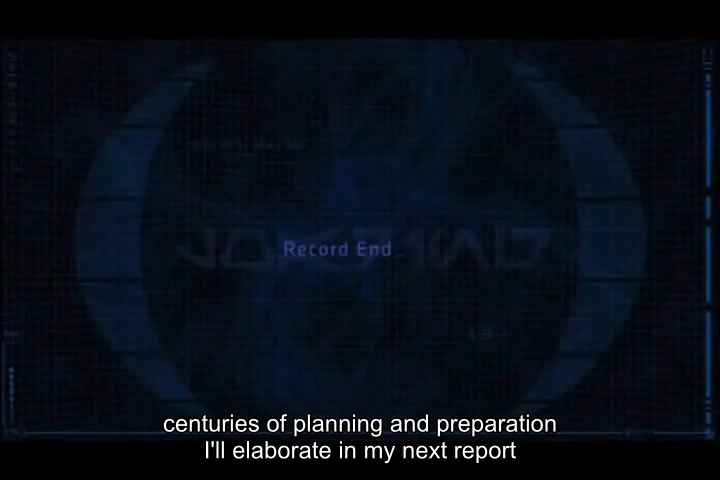 Record End
centuries of planning and preparation
I'll elaborate in my next report